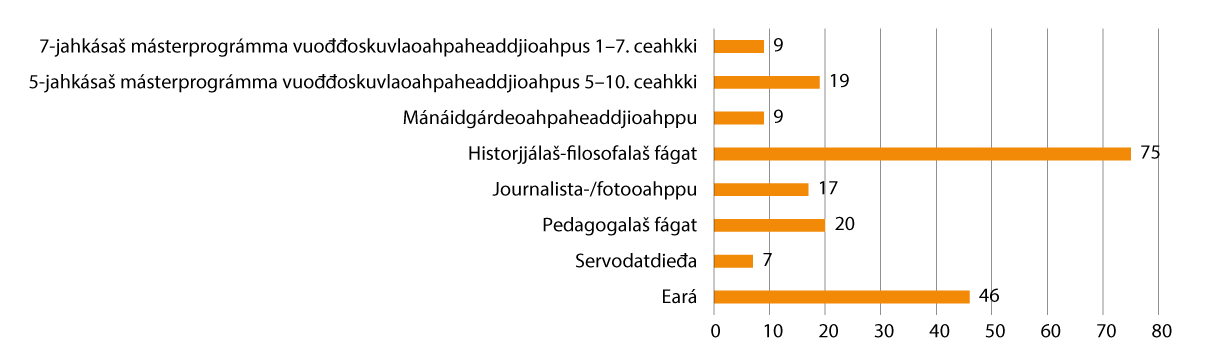 7-jahkásaš másterprográmma vuođđoskuvlaoahpaheaddjioahpus 1–7. ceahkki 9
5-jahkásaš másterprográmma vuođđoskuvlaoahpaheaddjioahpus 5–10. ceahkki 19
Mánáidgárdeoahpaheaddjioahppu 9
Historjjálaš-filosofalaš fágat 75
Journalista-/fotooahppu 17
Pedagogalaš fágat 20
Servodatdieđa 7
Eará 46
0 10 20 30 40 50 60 70 80